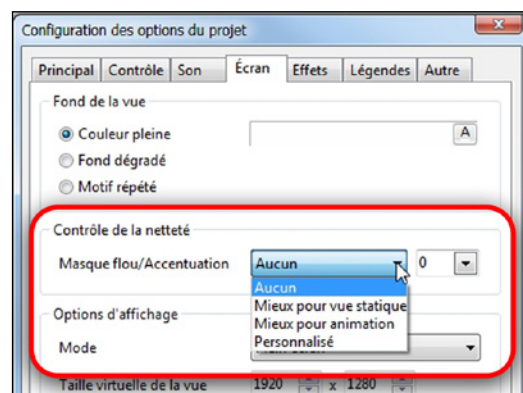 Configuration des options du projet
Principal Contrôle Son Écran Effets Légendes Autre
Fond de la vue
Couleur pleine A
Fond dégradé
Motif répété
Contrôle de la netteté
Masque flou/Accentuation Aucun 0
Aucun
Mieux pour vue statique
Mieux pour animation
Personnalisé
Options d'affichage
Mode
Taille virtuelle de la vue 1920 x 1280